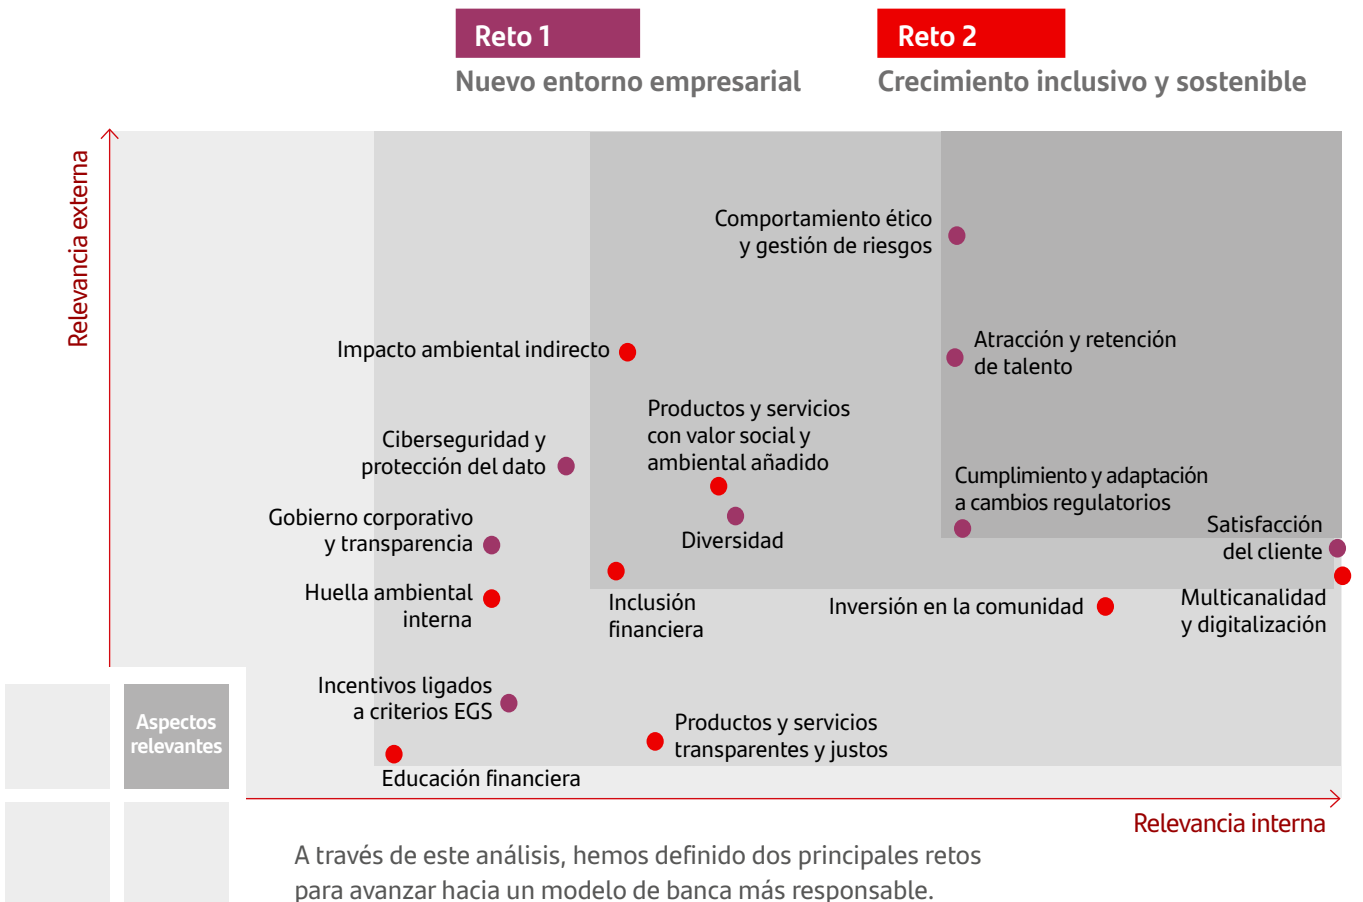 Reto 1
Nuevo entorno empresarial
Reto 2
Crecimiento inclusivo y sostenible
Relevancia externa
Comportamiento ético
y gestión de riesgos
Impacto ambiental indirecto
Atracción y retención
de talento
Productos y servicios
con valor social y
ambiental añadido
Ciberseguridad y
protección del dato
Cumplimiento y adaptación
a cambios regulatorios
Gobierno corporativo
y transparencia
Diversidad
Satisfacción
del cliente
Huella ambiental
interna
Inclusión
financiera
Inversión en la comunidad
Multicanalidad
y digitalización
Incentivos ligados
a criterios EGS
Productos y servicios
transparentes y justos
Educación financiera
Aspectos
relevantes
Relevancia interna
A través de este análisis, hemos definido dos principales retos
para avanzar hacia un modelo de banca más responsable.